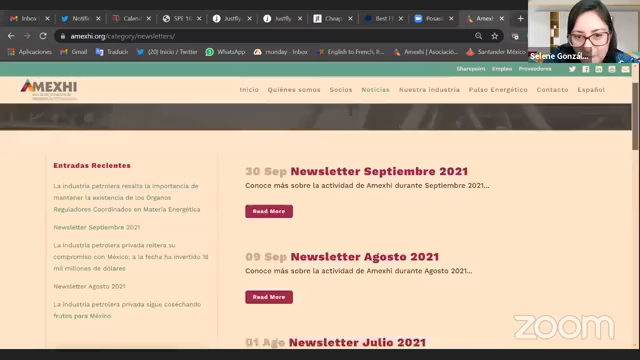 Inbox
Notific
Calend
SPE 14
Justfly
Justfly
Cheap
Best F
Posad
Amex
amexhi.org/category/newsletters/
Aplicaciones
Gmail
Traducir
(20) Inicio / Twitter
WhatsApp
monday
Inbox
English to French, It
Amexhi | Asociació
Santander México
Selene Gonzál...
Sharepoint
Empleo
Proveedores
AMEXHI
Inicio
Quiénes somos
Socios
Noticias
Nuestra industria
Pulso Energético
Contacto
Español
Entradas Recientes
La industria petrolera resalta la importancia de
mantener la existencia de los Órganos
Reguladores Coordinados en Materia Energética
Newsletter Septiembre 2021
La industria petrolera privada reitera su
compromiso con México; a la fecha ha invertido 18
mil millones de dólares
Newsletter Agosto 2021
La industria petrolera privada sigue cosechando
frutos para México
30 Sep Newsletter Septiembre 2021
Conoce más sobre la actividad de Amexhi durante Septiembre 2021...
Read More
09 Sep Newsletter Agosto 2021
Conoce más sobre la actividad de Amexhi durante Agosto 2021...
Read More
01 Ago Newsletter Julio 2021
zoom